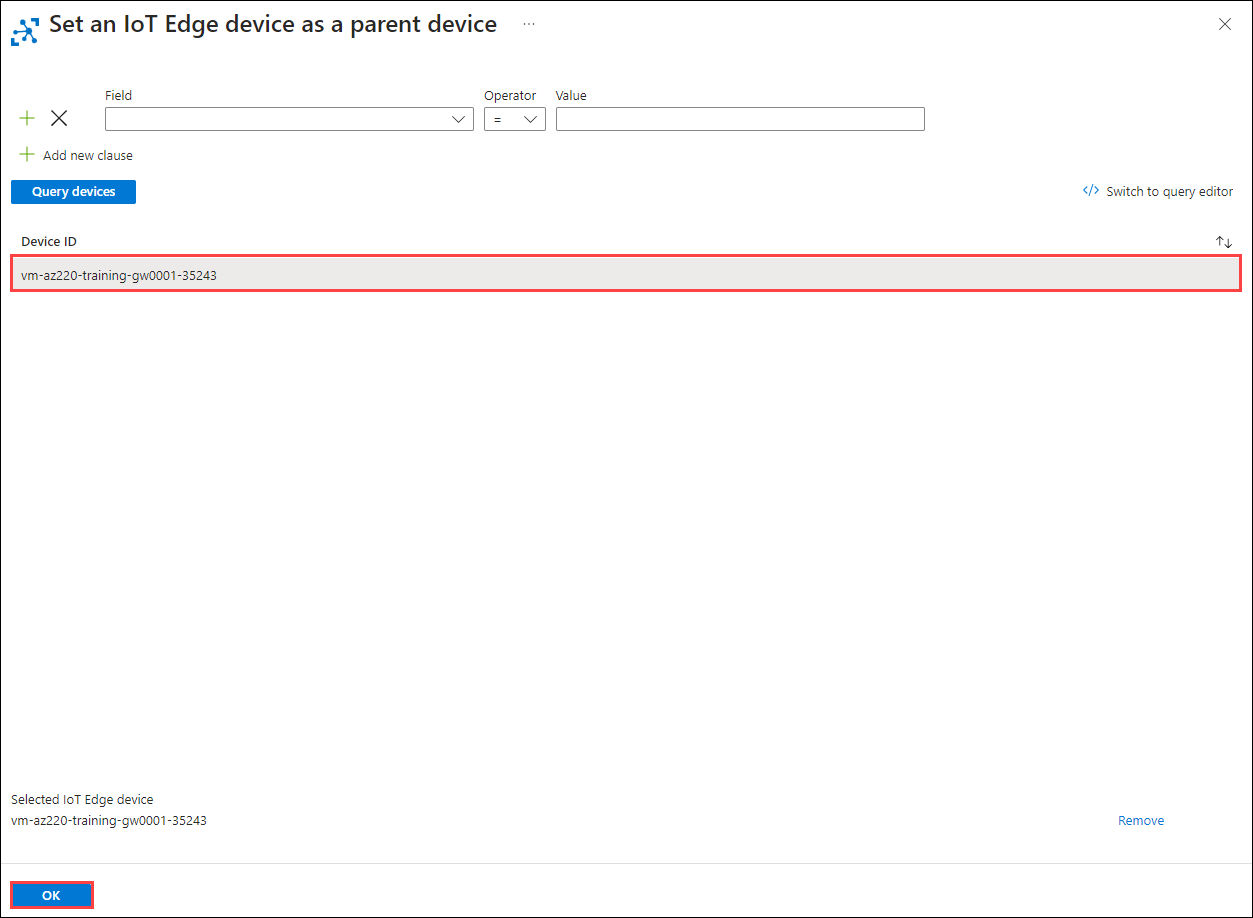 Set an IoT Edge device as a parent device ...
Field Operator Value
=
Add new clause
Query devices
</> Switch to query editor
Device ID
vm-az220-training-gw0001-35243
Selected IoT Edge device
vm-az220-training-gw0001-35243
Remove
OK